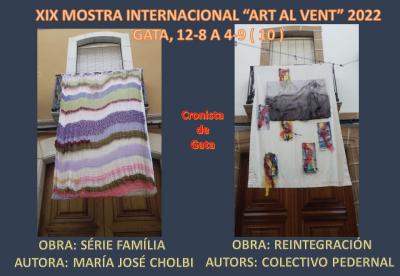 XIX MOSTRA INTERNACIONAL “ART AL VENT” 2022
GATA, 12-8 A 4-9 ( 10 )
Cronista
de
Gata
OBRA: SÉRIE FAMÍLIA
AUTORA: MARÍA JOSÉ CHOLBI
OBRA: REINTEGRACIÓN
AUTORS: COLECTIVO PEDERNAL